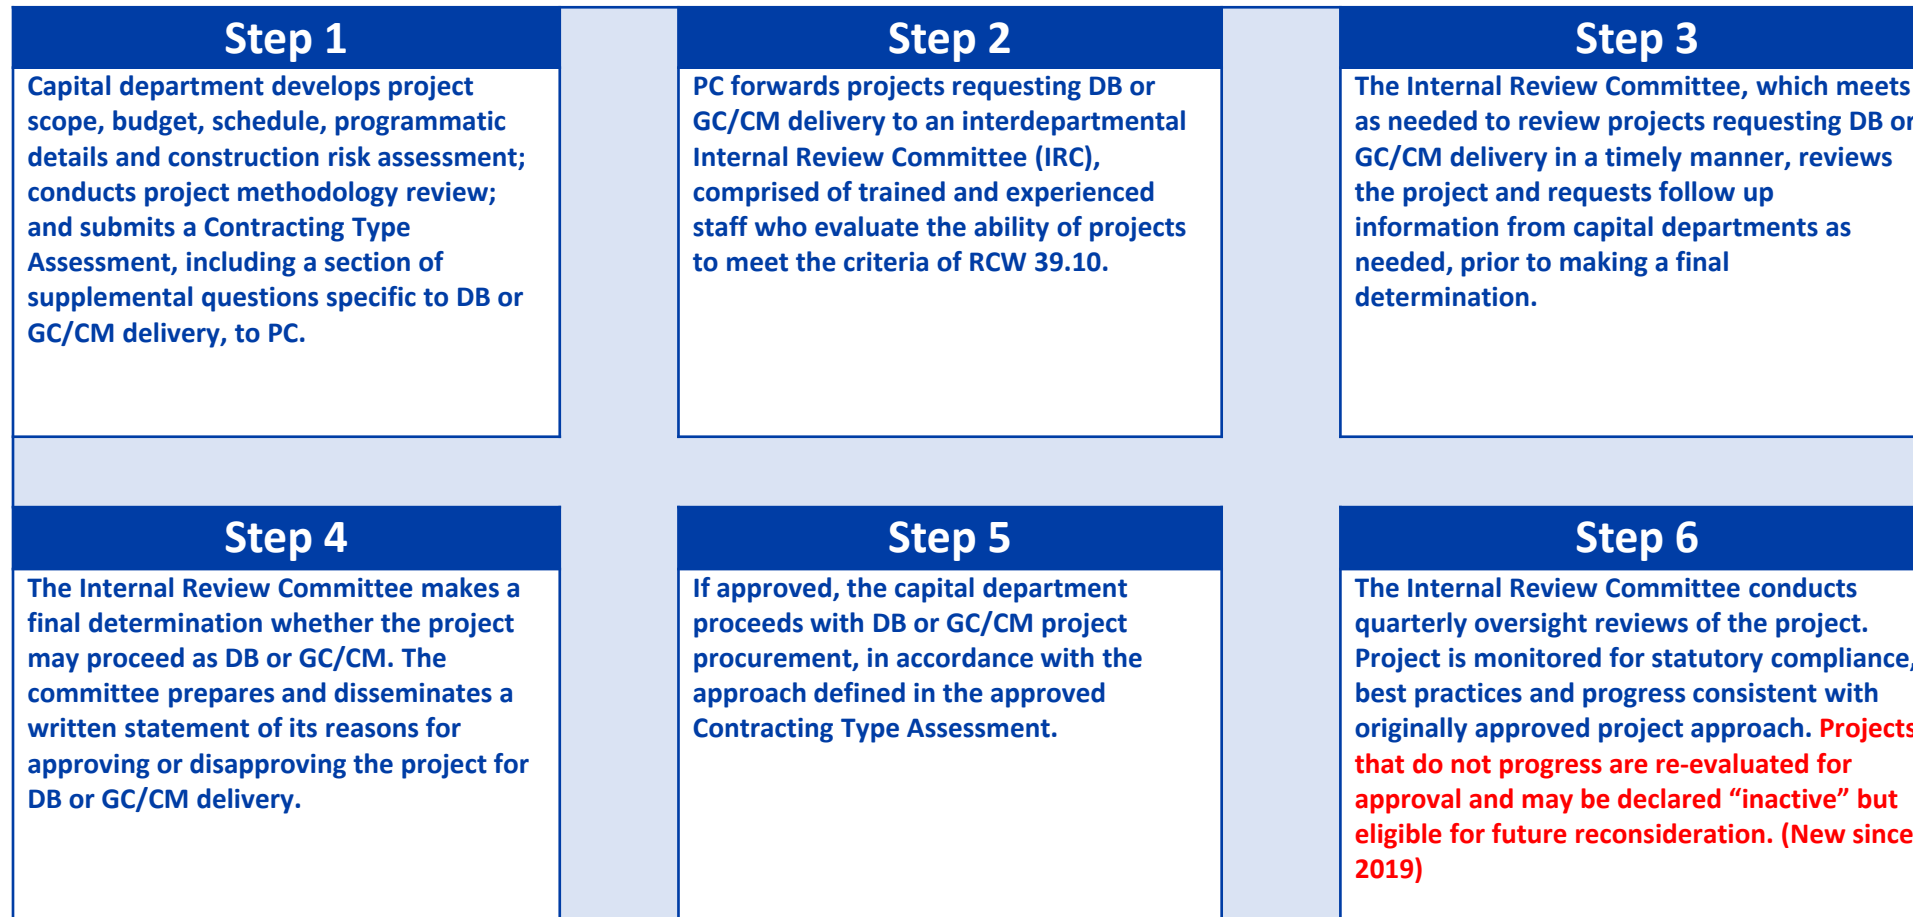 Step 1
Capital department develops project
scope, budget, schedule, programmatic
details and construction risk assessment;
conducts project methodology review;
and submits a Contracting Type
Assessment, including a section of
supplemental questions specific to DB or
GC/CM delivery, to PC.
Step 2
PC forwards projects requesting DB or
GC/CM delivery to an interdepartmental
Internal Review Committee (IRC),
comprised of trained and experienced
staff who evaluate the ability of projects
to meet the criteria of RCW 39.10.
Step 3
The Internal Review Committee, which meets
as needed to review projects requesting DB or
GC/CM delivery in a timely manner, reviews
the project and requests follow up
information from capital departments as
needed, prior to making a final
determination.
Step 4
The Internal Review Committee makes a
final determination whether the project
may proceed as DB or GC/CM. The
committee prepares and disseminates a
written statement of its reasons for
approving or disapproving the project for
DB or GC/CM delivery.
Step 5
If approved, the capital department
proceeds with DB or GC/CM project
procurement, in accordance with the
approach defined in the approved
Contracting Type Assessment.
Step 6
The Internal Review Committee conducts
quarterly oversight reviews of the project.
Project is monitored for statutory compliance,
best practices and progress consistent with
originally approved project approach. Projects
that do not progress are re-evaluated for
approval and may be declared “inactive” but
eligible for future reconsideration. (New since
2019)